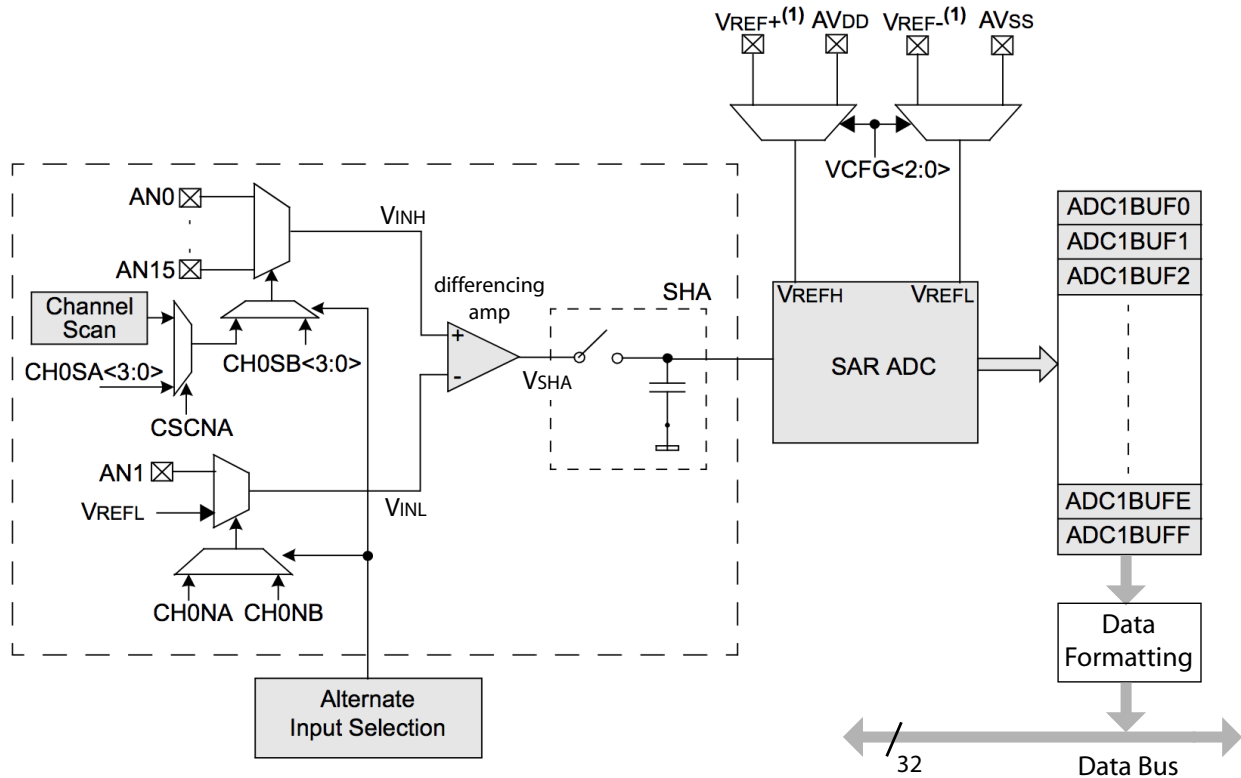 VREF+(1) AVDD VREF-(1) AVSS
VCFG<2:0>
AN0
AN15
VINH
Channel
Scan
CH0SA<3:0>
CH0SB<3:0>
CSCNA
differencing
amp
+
-
VSHA
SHA
VREFH VREFL
SAR ADC
AN1
VREFL
VINL
CH0NA CH0NB
Alternate
Input Selection
ADC1BUF0
ADC1BUF1
ADC1BUF2
ADC1BUFE
ADC1BUFF
Data
Formatting
32
Data Bus